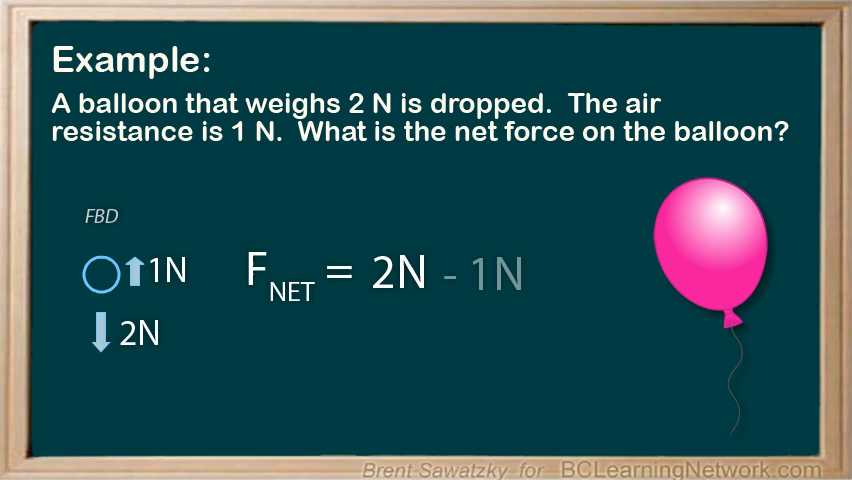 Example:
A balloon that weighs 2 N is dropped. The air
resistance is 1 N. What is the net force on the balloon?
FBD
1N
F NET = 2N - 1N
2N
Brent Sawatzky for BCLearningNetwork.com